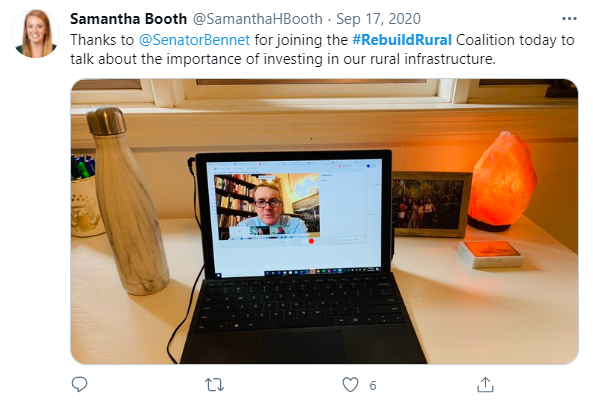 Samantha Booth @SamanthaHBooth · Sep 17, 2020
Thanks to @SenatorBennet for joining the #RebuildRural Coalition today to
talk about the importance of investing in our rural infrastructure.
6